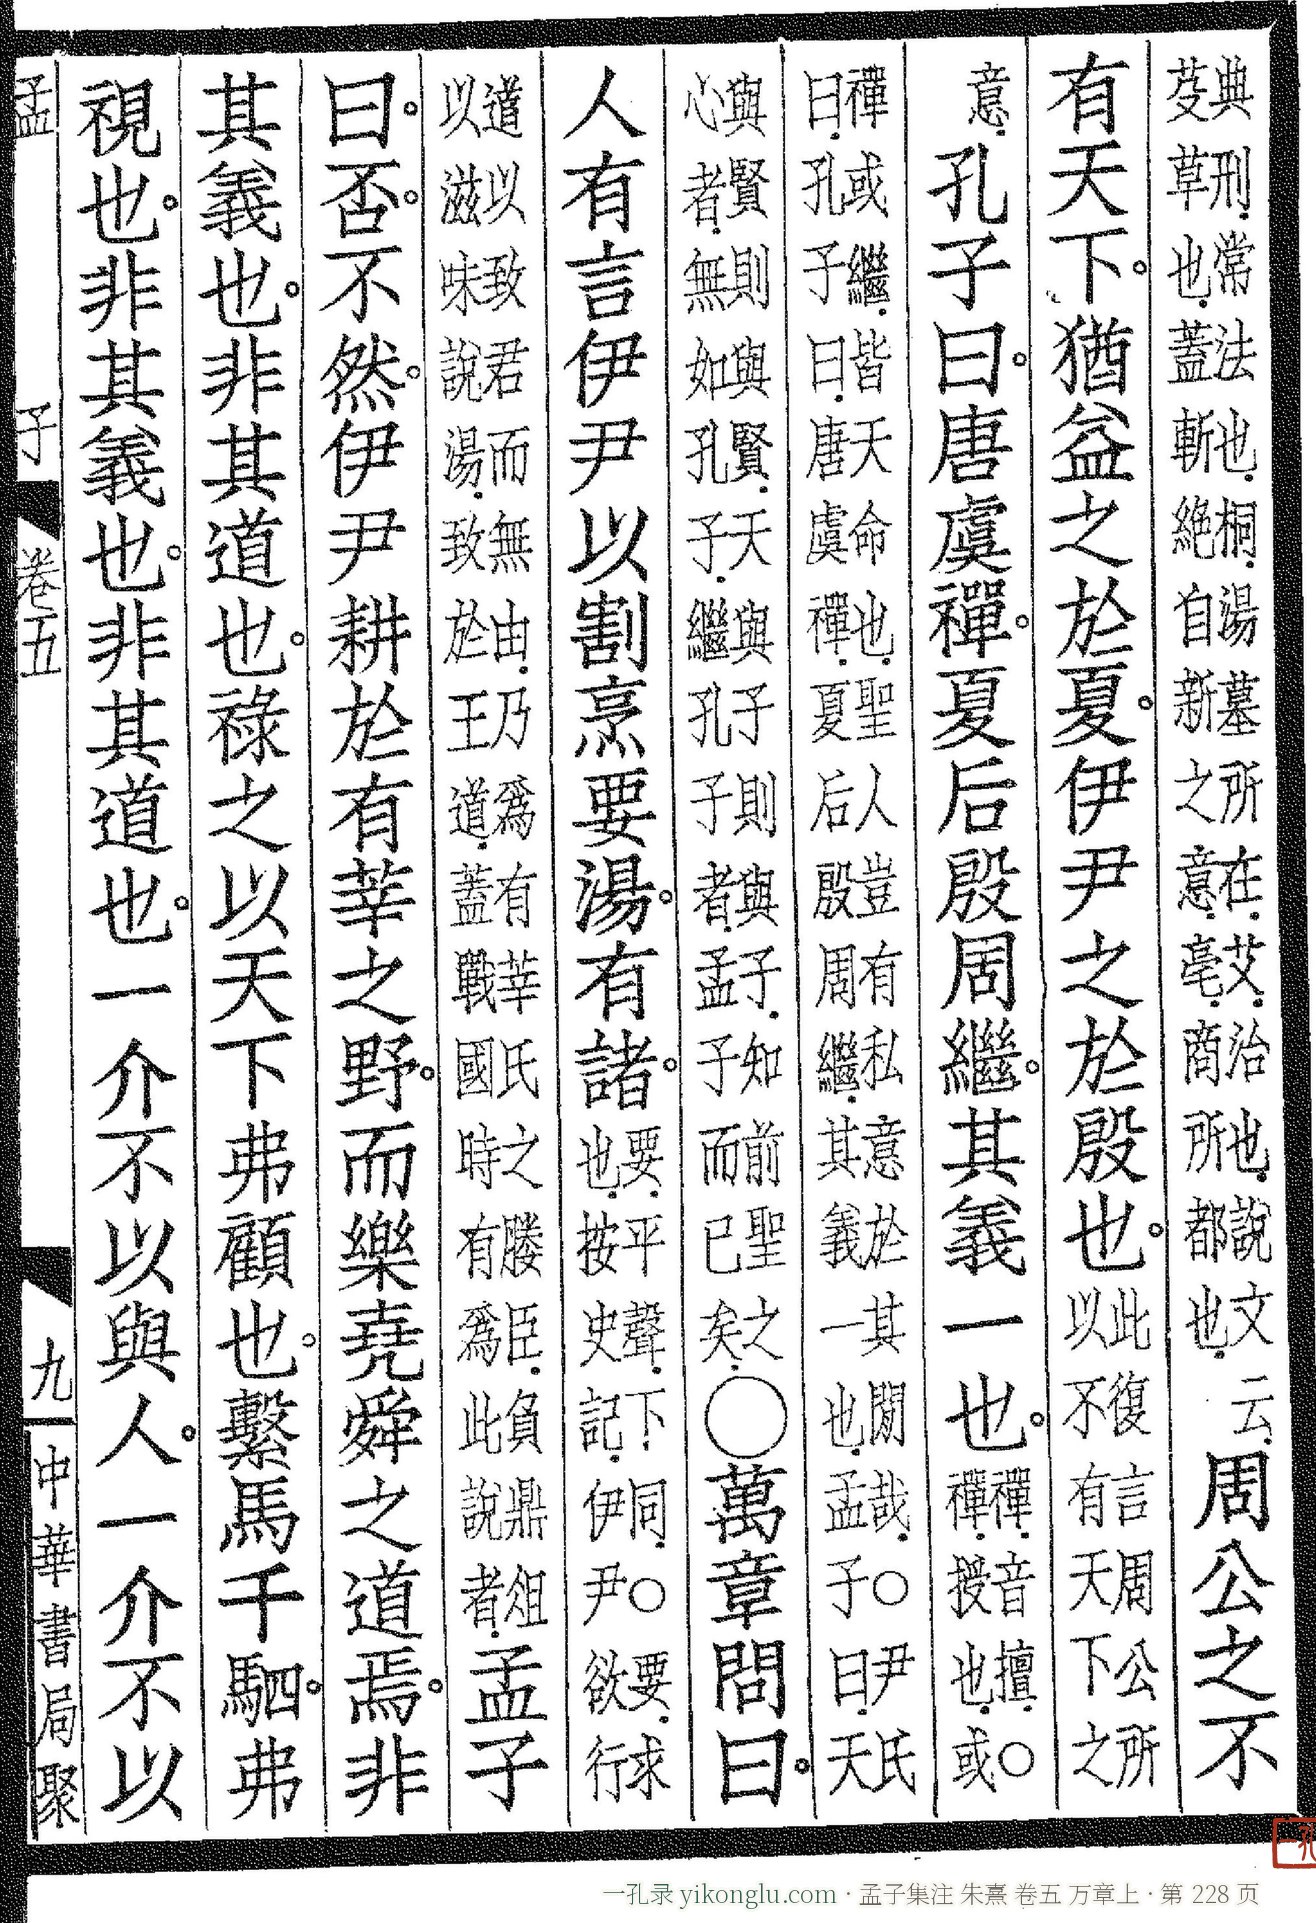 典刑。常法也。桐。湯墓所在。艾。治也。說文云。
芟草也。蓋斬絕自新之意。亳。商所都也。
周公之不
有天下。猶益之於夏。伊尹之於殷也。
此復言周公所
以不有天下之
意。
孔子曰。唐虞禪。夏后殷周繼。其義一也。
禪。音擅。○
禪。授也。或
禪或繼。皆天命也。聖人豈有私意於其閒哉。○尹氏
曰。孔子曰。唐虞禪。夏后殷周繼。其義一也。孟子曰。天
與賢則與賢。天與子則與子。知前聖之
心者。無如孔子。繼孔子者。孟子而已矣。
○萬章問曰。
人有言伊尹以割烹要湯。有諸。
要。平聲。下同。○要。求
也。按史記。伊尹欲行
道以致君而無由。乃爲有莘氏之媵臣。負鼎俎
以滋味說湯。致於王道。蓋戰國時有爲此說者。
孟子
曰。否。不然。伊尹耕於有莘之野。而樂堯舜之道焉。非
其義也。非其道也。祿之以天下弗顧也。繫馬千駟。弗
視也。非其義也。非其道也。一介不以與人。一介不以
孟子 卷五 九 中華書局聚
一孔录 yikonglu.com · 孟子集注 朱熹 卷五 万章上 · 第 228 页